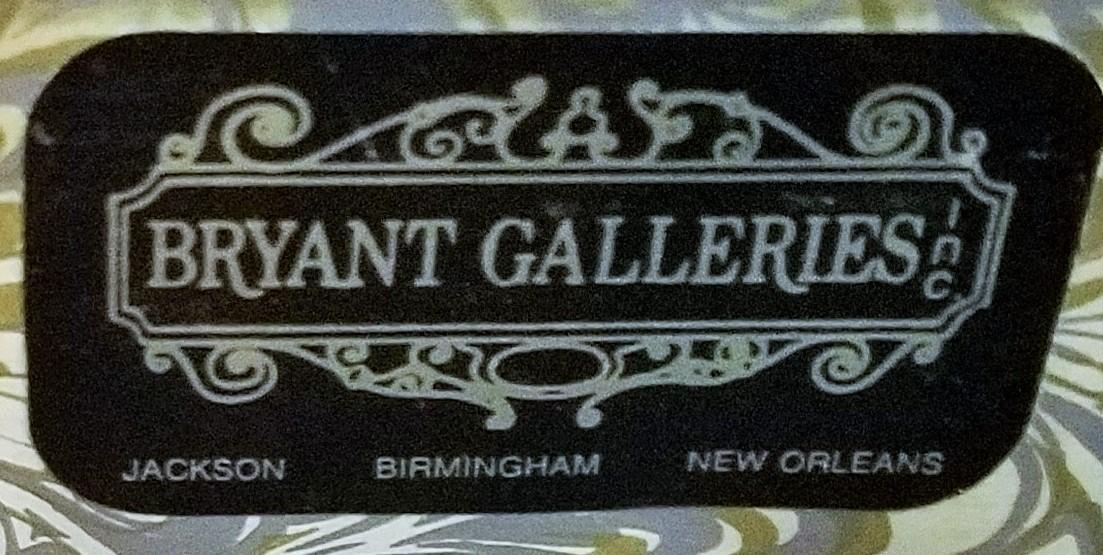 BRYANT GALLERIES inc
JACKSON BIRMINGHAM NEW ORLEANS